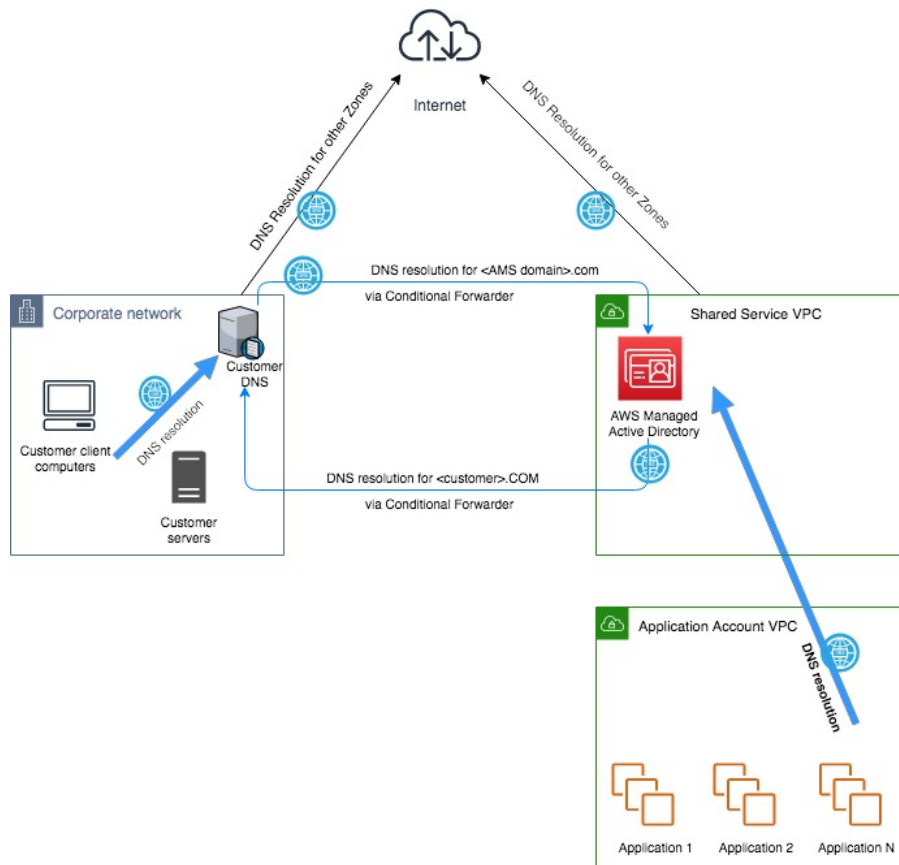 Internet
DNS Resolution for other Zones
DNS Resolution for other Zones
DNS resolution for <AMS domain>.com
via Conditional Forwarder
Corporate network
Shared Service VPC
Customer
DNS
DNS resolution
Customer client
computers
AWS Managed
Active Directory
DNS resolution for <customer>.COM
via Conditional Forwarder
Customer
servers
Application Account VPC
DNS resolution
Application 1
Application 2
Application N